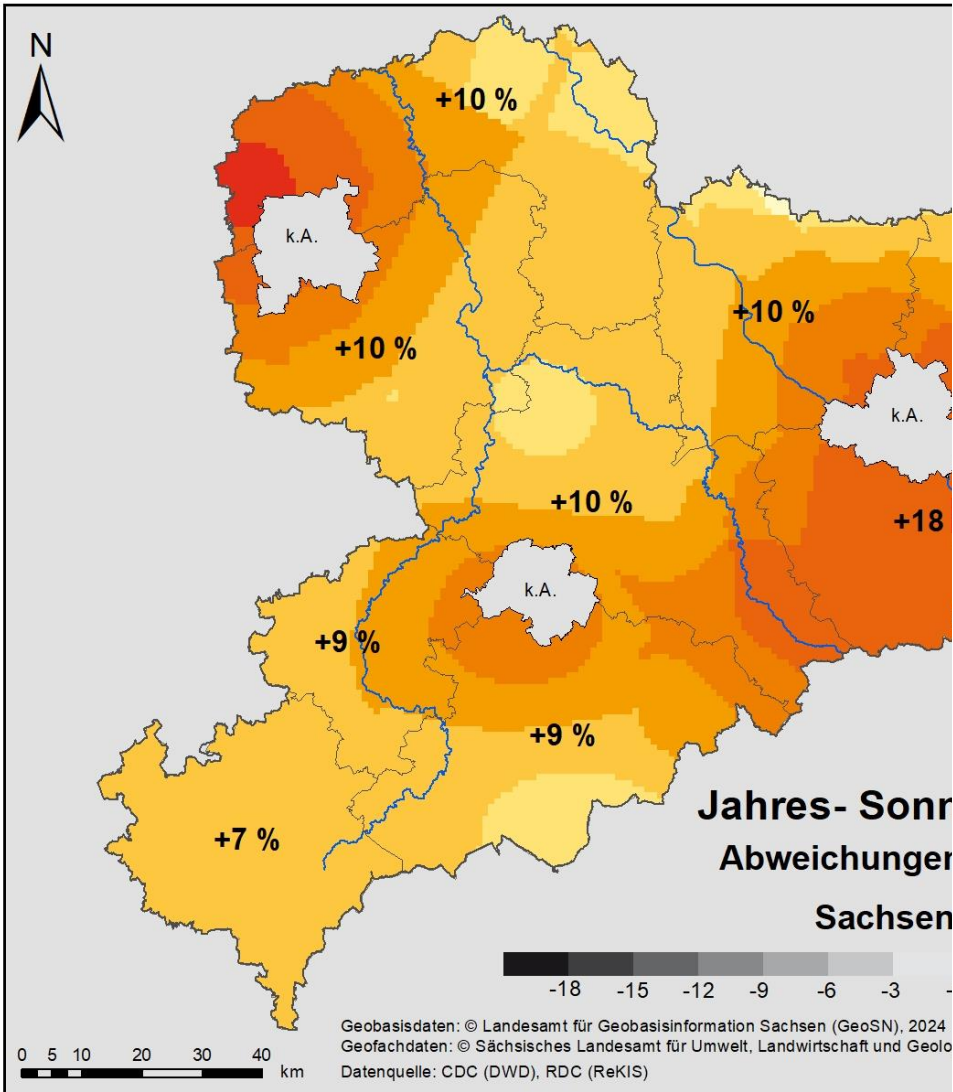 N
+10 %
k.A.
+10 %
+10 %
k.A.
+10 %
+18
k.A.
+9 %
+9 %
+7 %
Jahres- Sonn
Abweichungen
Sachsen
-18 -15 -12 -9 -6 -3 -
Geobasisdaten: © Landesamt für Geobasisinformation Sachsen (GeoSN), 2024
Geofachdaten: © Sächsisches Landesamt für Umwelt, Landwirtschaft und Geolo
0 5 10 20 30 40 km
Datenquelle: CDC (DWD), RDC (ReKIS)